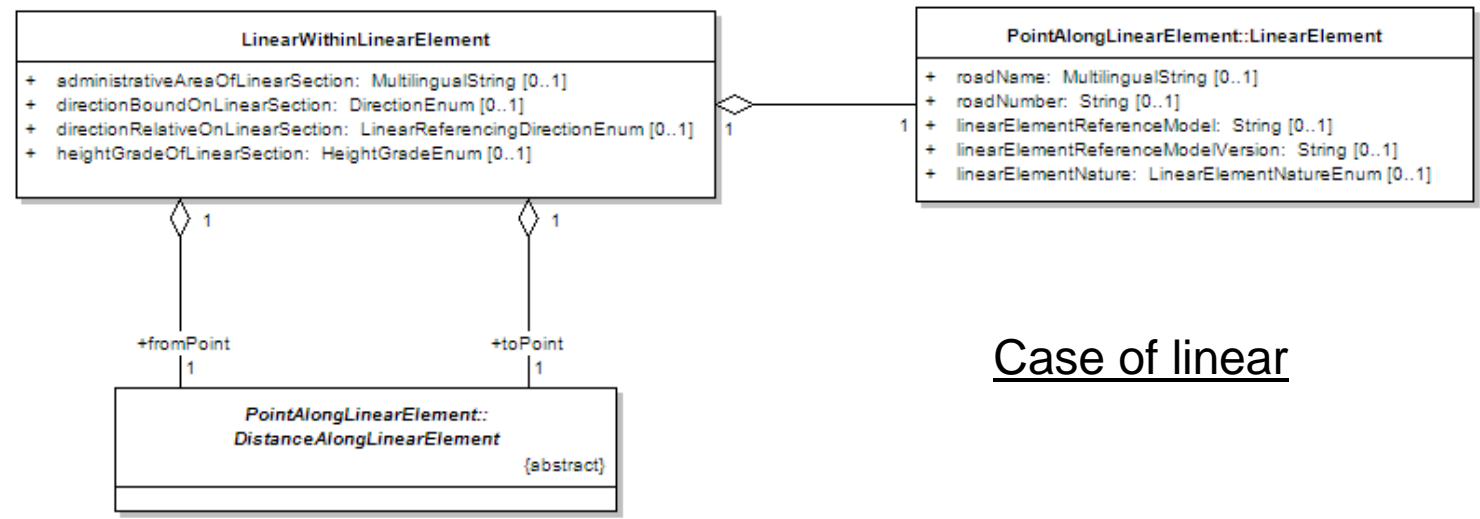 LinearWithinLinearElement
+ administrativeAreaOfLinearSection: MultilingualString [0..1]
+ directionBoundOnLinearSection: DirectionEnum [0..1]
+ directionRelativeOnLinearSection: LinearReferencingDirectionEnum [0..1]
+ heightGradeOfLinearSection: HeightGradeEnum [0..1]
PointAlongLinearElement::LinearElement
+ roadName: MultilingualString [0..1]
+ roadNumber: String [0..1]
+ linearElementReferenceModel: String [0..1]
+ linearElementReferenceModelVersion: String [0..1]
+ linearElementNature: LinearElementNatureEnum [0..1]
1
1
1
1
+fromPoint
+toPoint
1
1
Case of linear
PointAlongLinearElement::
DistanceAlongLinearElement
{abstract}